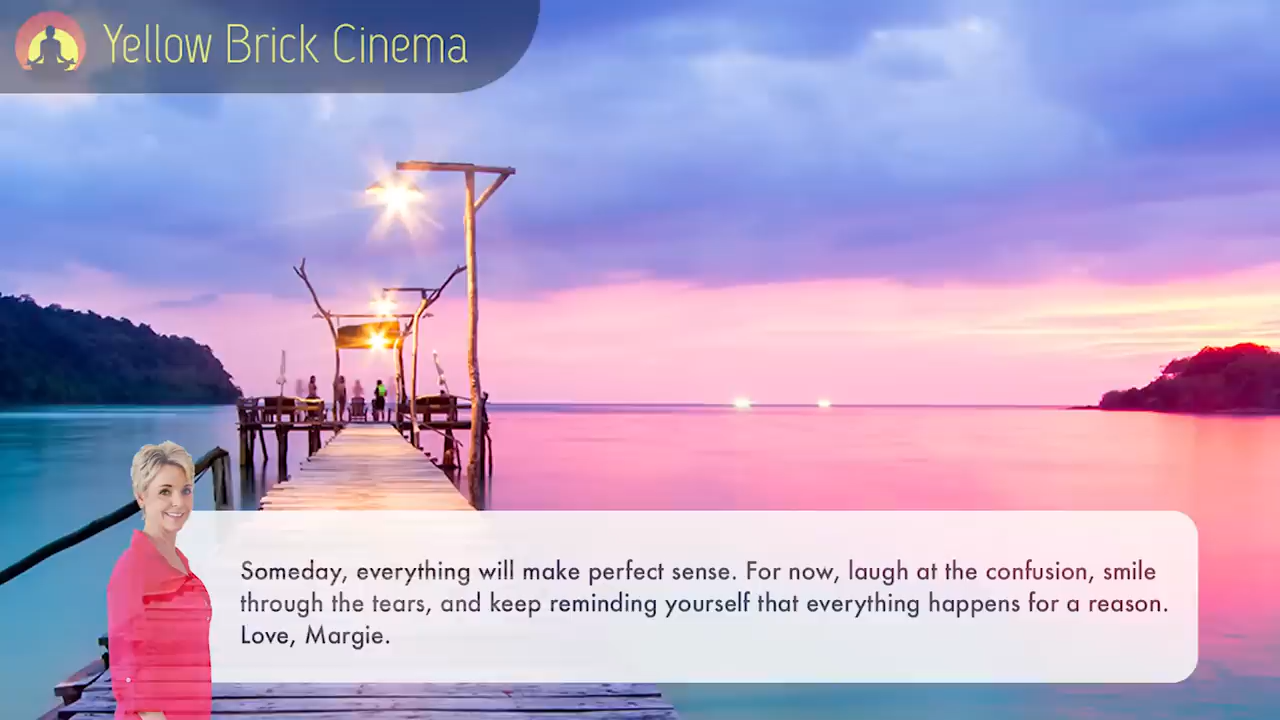 Yellow Brick Cinema
Someday, everything will make perfect sense. For now, laugh at the confusion, smile
through the tears, and keep reminding yourself that everything happens for a reason.
Love, Margie.